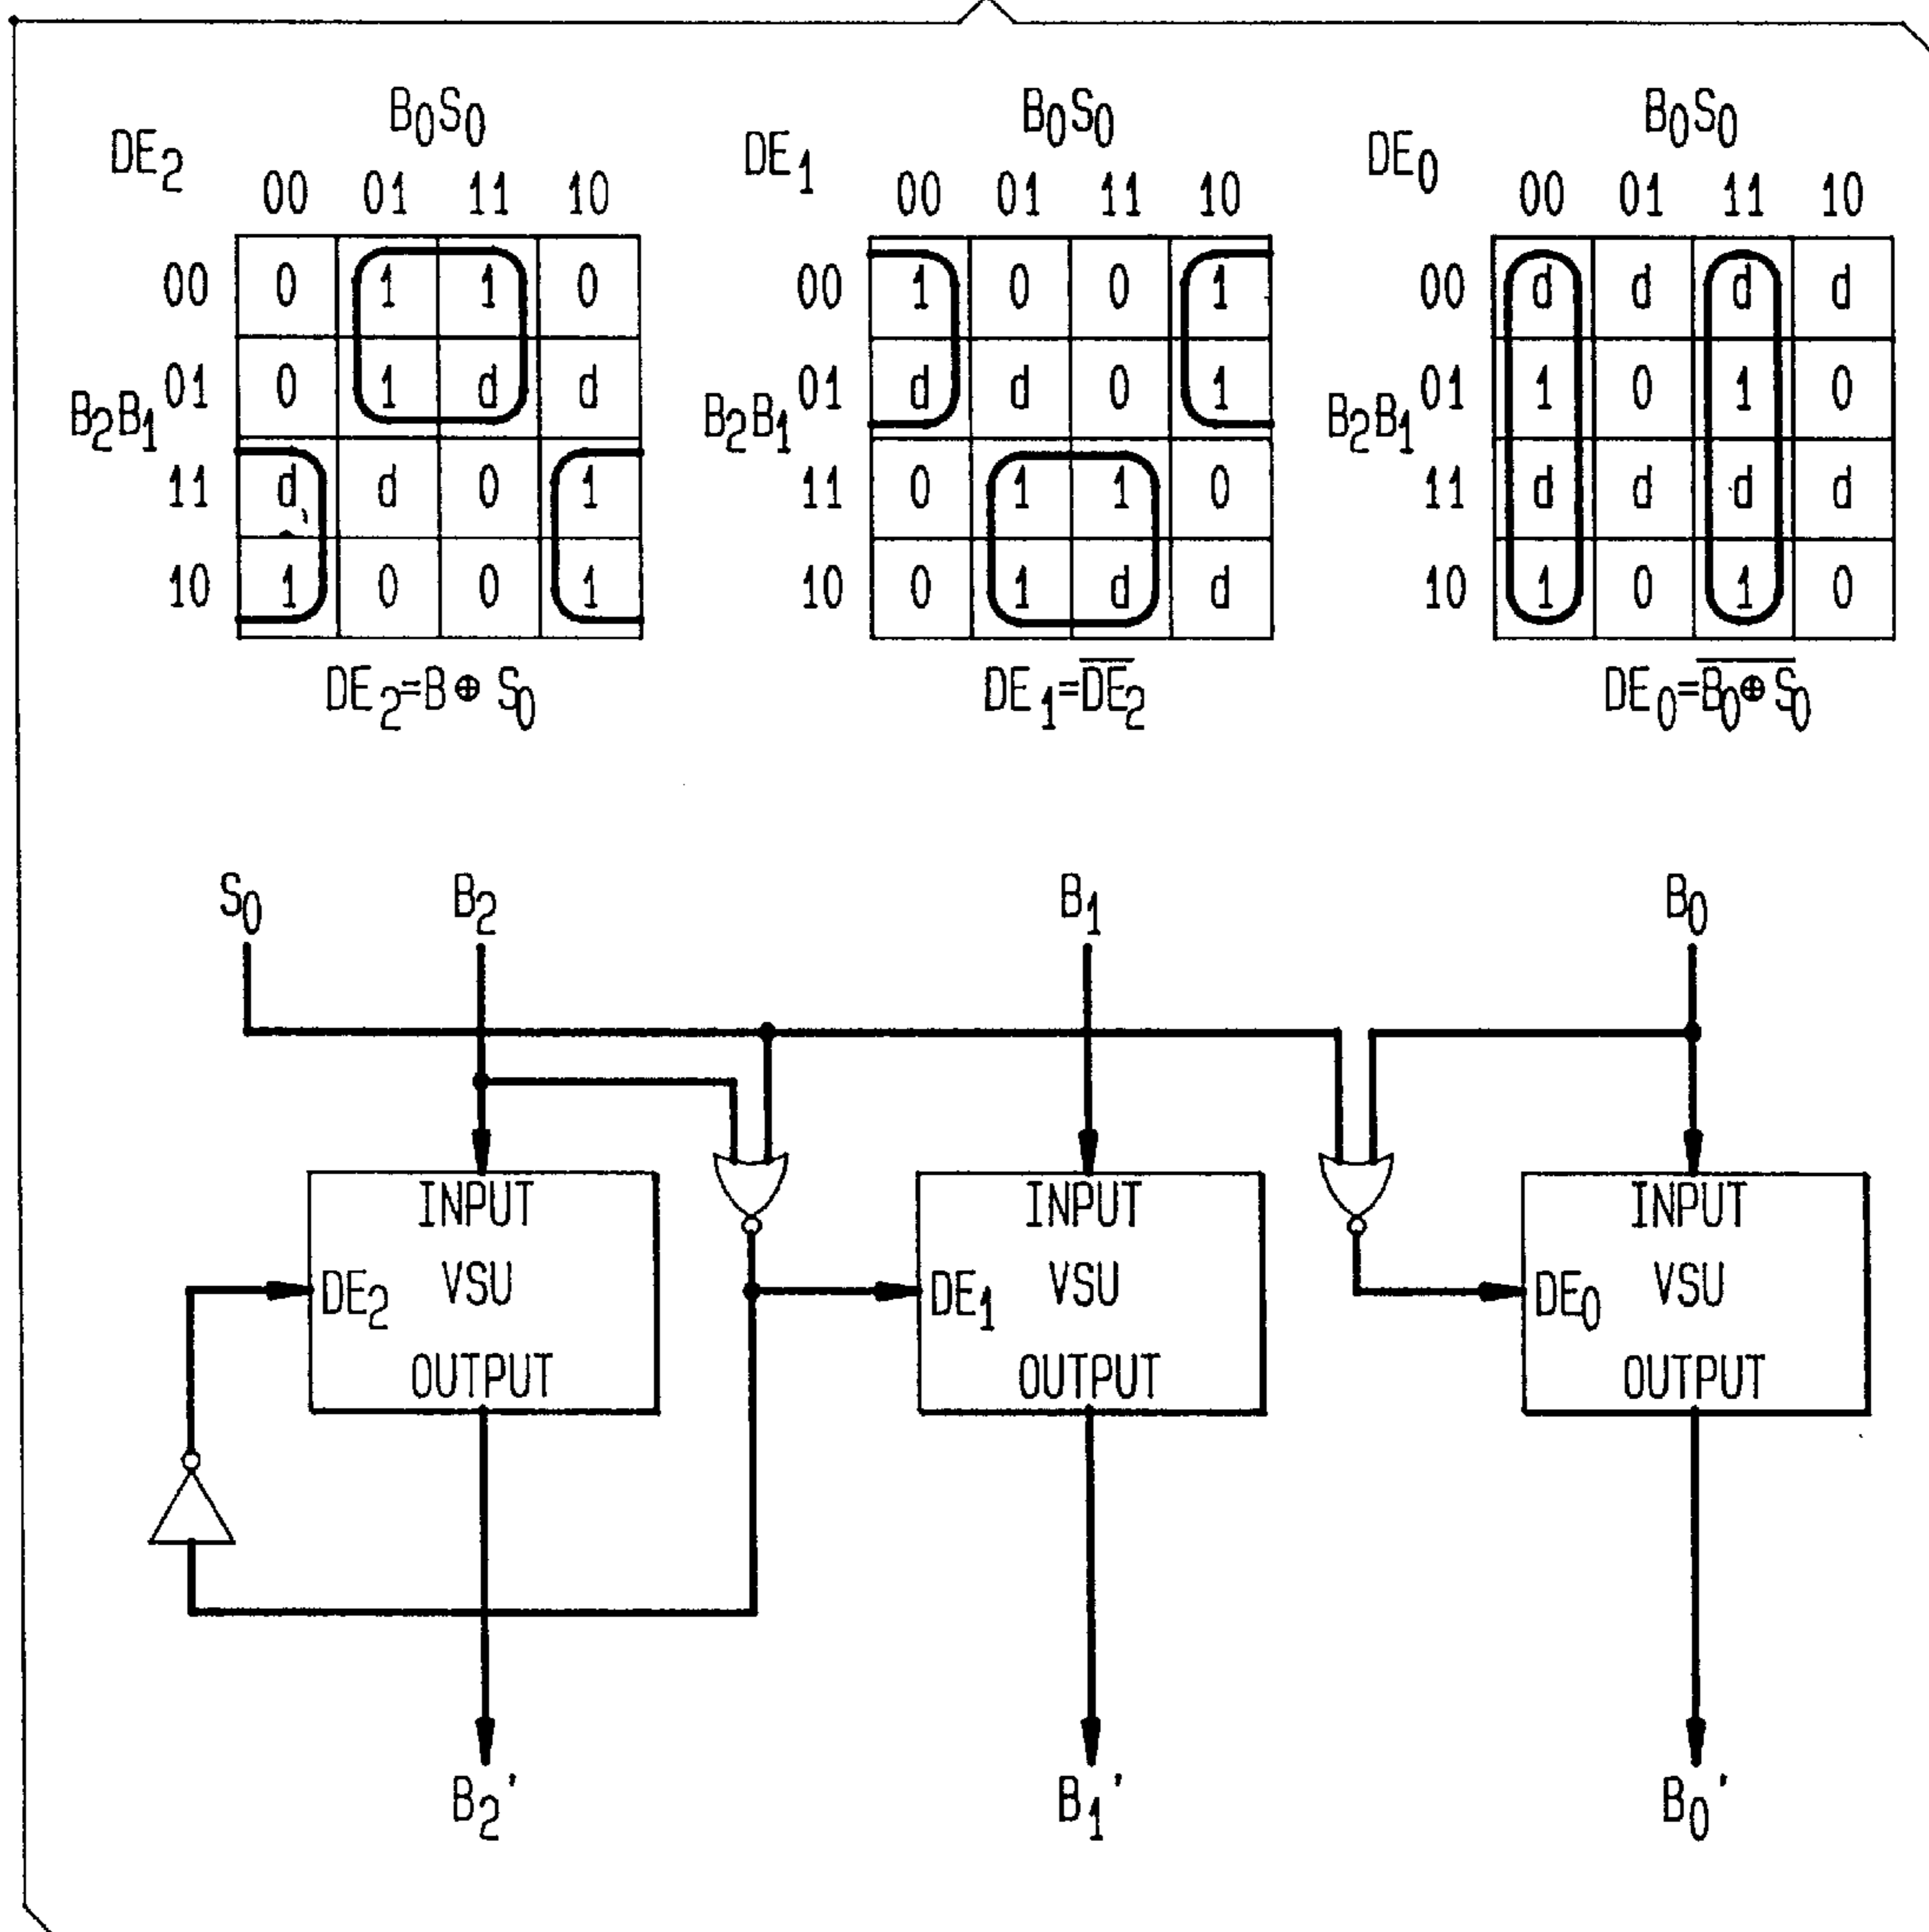 DE₂ B₀S₀
00 01 11 10
B₂B₁
00 0 1 1 0
01 0 1 d d
11 d d 0 1
10 1 0 0 1
DE₂=B⊕S₀
DE₁ B₀S₀
00 01 11 10
B₂B₁
00 1 0 0 1
01 d d 0 1
11 0 1 1 0
10 0 1 d d
DE₁=D̅E̅₂
DE₀ B₀S₀
00 01 11 10
B₂B₁
00 d d d d
01 1 0 1 0
11 d d d d
10 1 0 1 0
DE₀=B̅₀̅⊕̅S̅₀
S₀ B₂ B₁ B₀
INPUT INPUT INPUT
DE₂ VSU DE₁ VSU DE₀ VSU
OUTPUT OUTPUT OUTPUT
B₂' B₁' B₀'